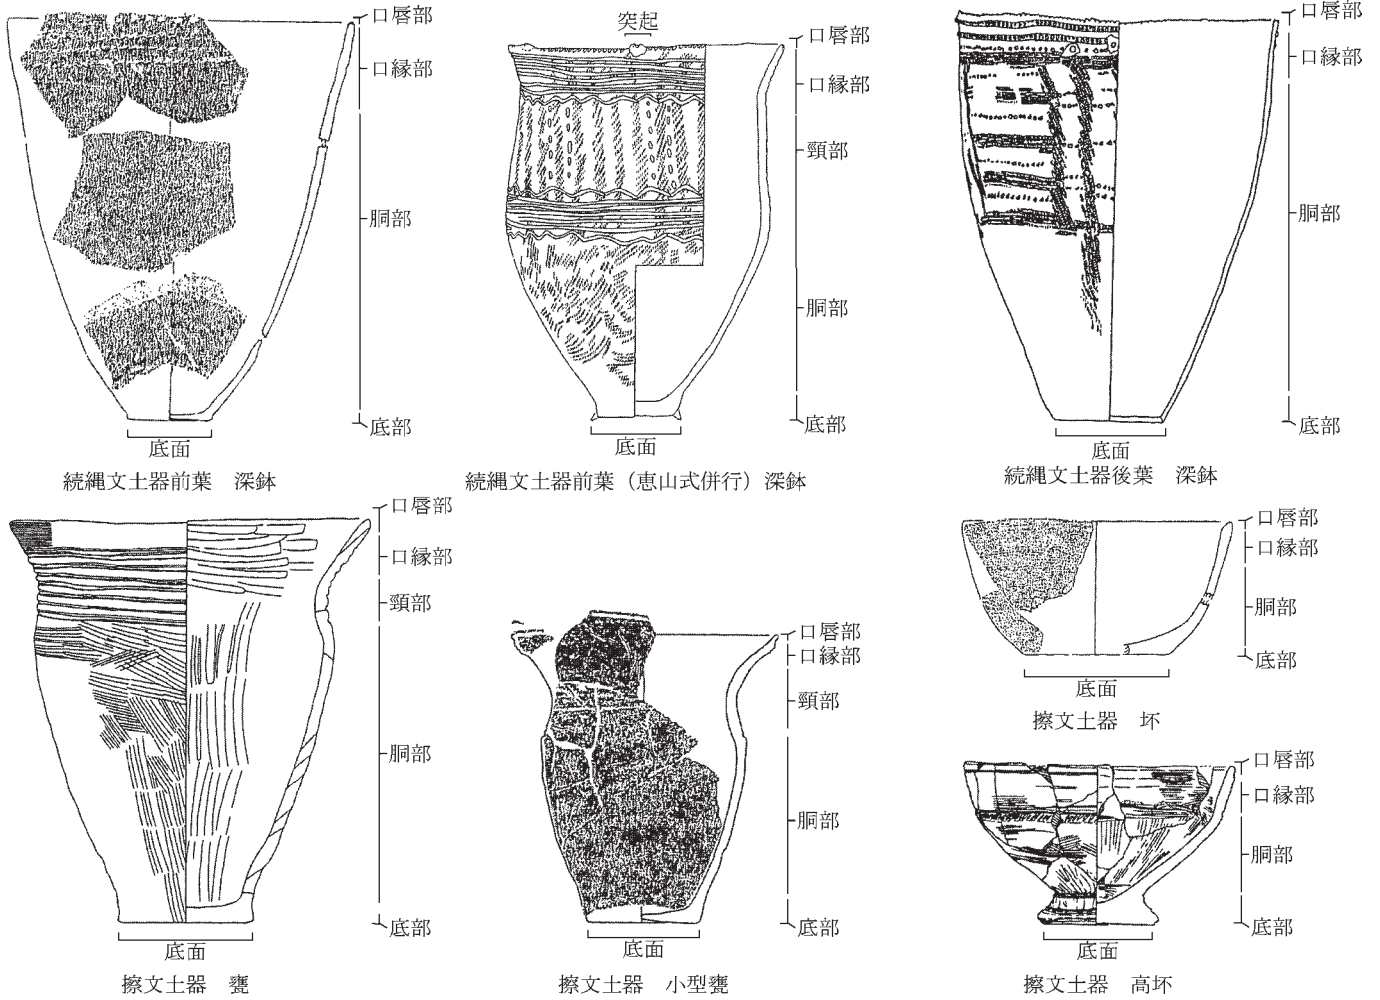 口唇部
口縁部
胴部
底部
底面
続縄文土器前葉　深鉢
突起
口唇部
口縁部
頸部
胴部
底部
底面
続縄文土器前葉（恵山式併行）深鉢
口唇部
口縁部
胴部
底部
底面
続縄文土器後葉　深鉢
口唇部
口縁部
頸部
胴部
底部
底面
擦文土器　甕
口唇部
口縁部
頸部
胴部
底部
底面
擦文土器　小型甕
口唇部
口縁部
胴部
底部
底面
擦文土器　坏
口唇部
口縁部
胴部
底部
底面
擦文土器　高坏